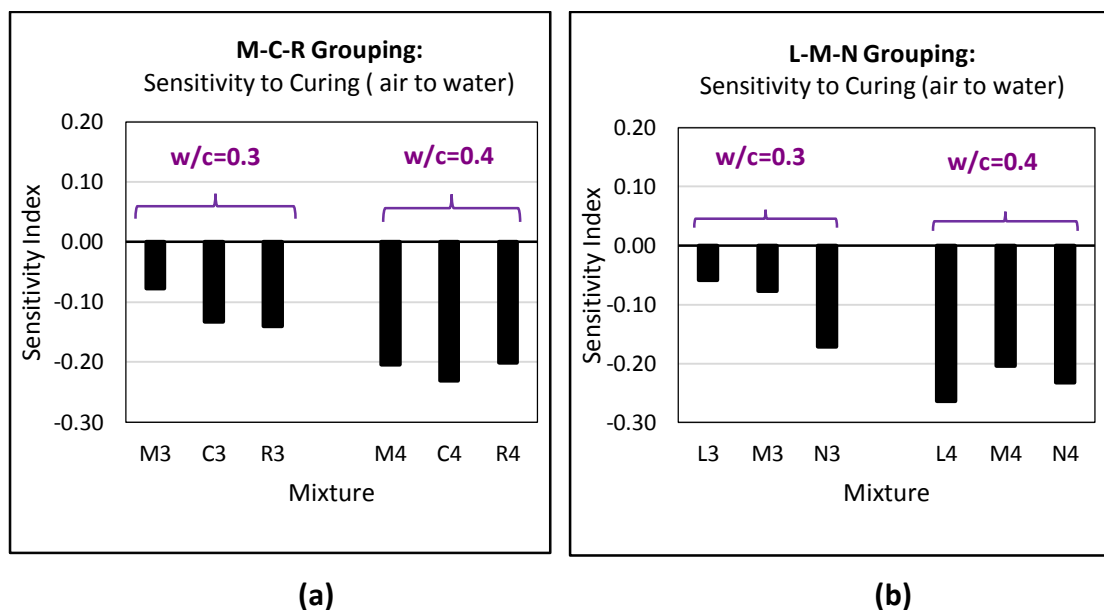 M-C-R Grouping:
Sensitivity to Curing ( air to water)
Sensitivity Index
0.20
0.10
0.00
-0.10
-0.20
-0.30
w/c=0.3
w/c=0.4
M3 C3 R3 M4 C4 R4
Mixture
(a)
L-M-N Grouping:
Sensitivity to Curing (air to water)
Sensitivity Index
0.20
0.10
0.00
-0.10
-0.20
-0.30
w/c=0.3
w/c=0.4
L3 M3 N3 L4 M4 N4
Mixture
(b)